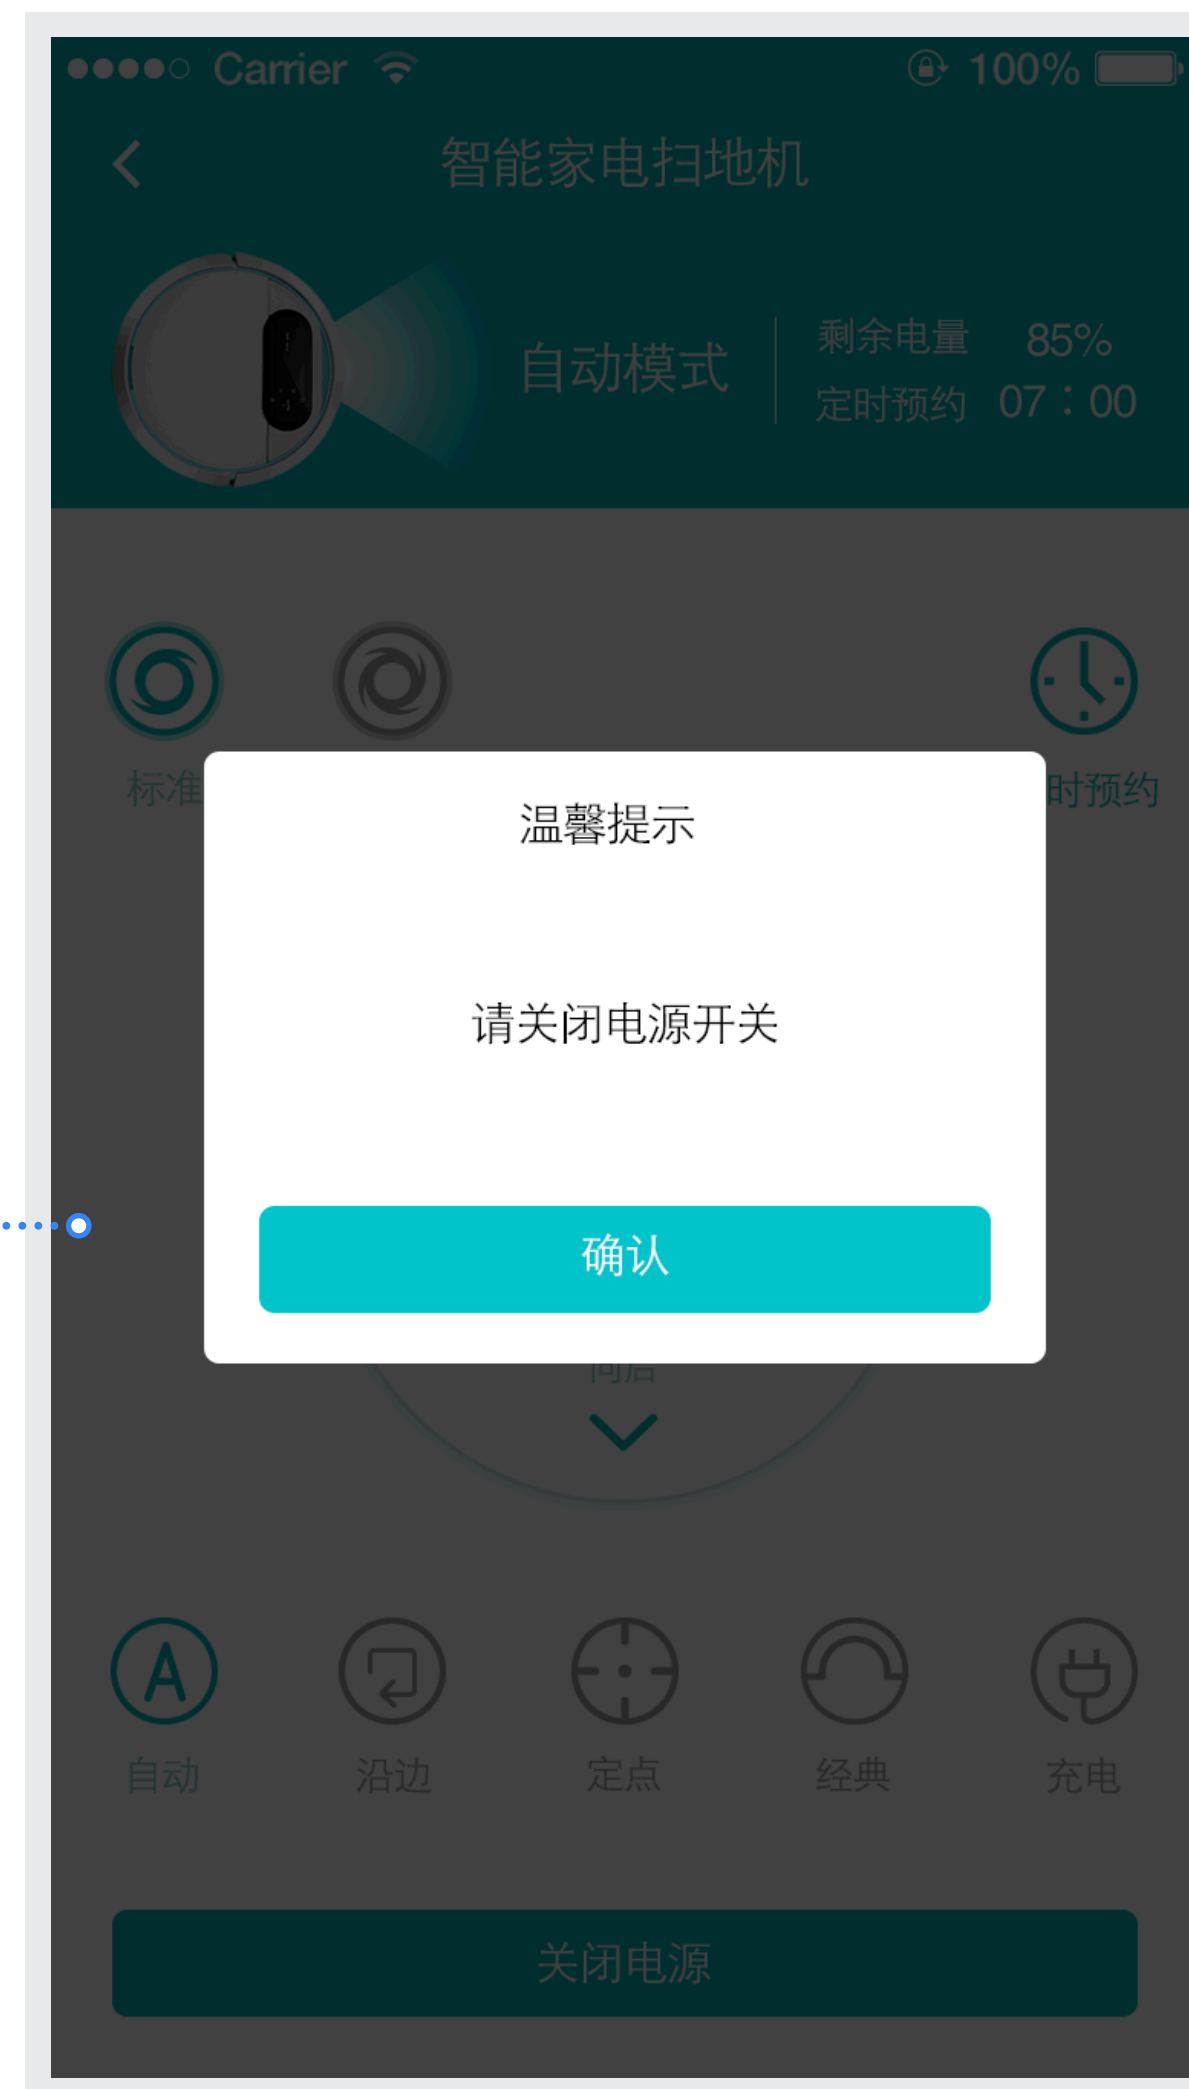 Carrier 100%
智能家电扫地机
自动模式
剩余电量 85%
定时预约 07：00
标准
时预约
温馨提示
请关闭电源开关
确认
向后
A
自动 沿边 定点 经典 充电
关闭电源